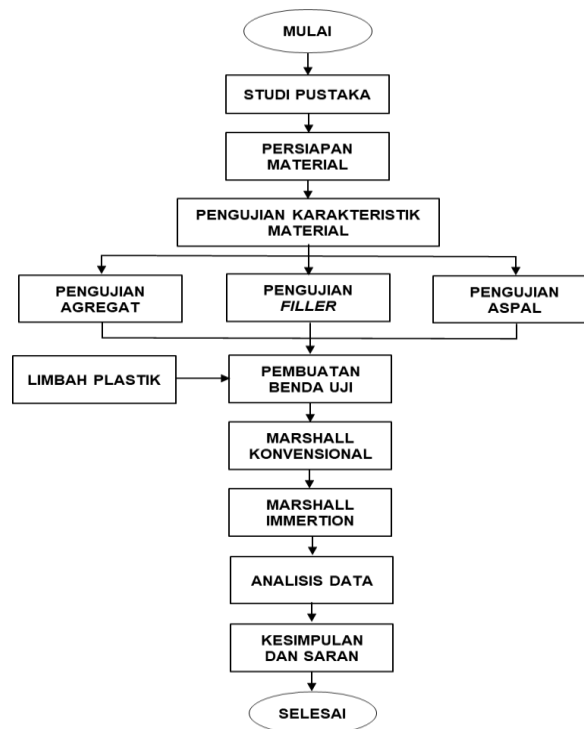 MULAI
STUDI PUSTAKA
PERSIAPAN
MATERIAL
PENGUJIAN KARAKTERISTIK
MATERIAL
PENGUJIAN
AGREGAT
PENGUJIAN
FILLER
PENGUJIAN
ASPAL
LIMBAH PLASTIK
PEMBUATAN
BENDA UJI
MARSHALL
KONVENSIONAL
MARSHALL
IMMERTION
ANALISIS DATA
KESIMPULAN
DAN SARAN
SELESAI